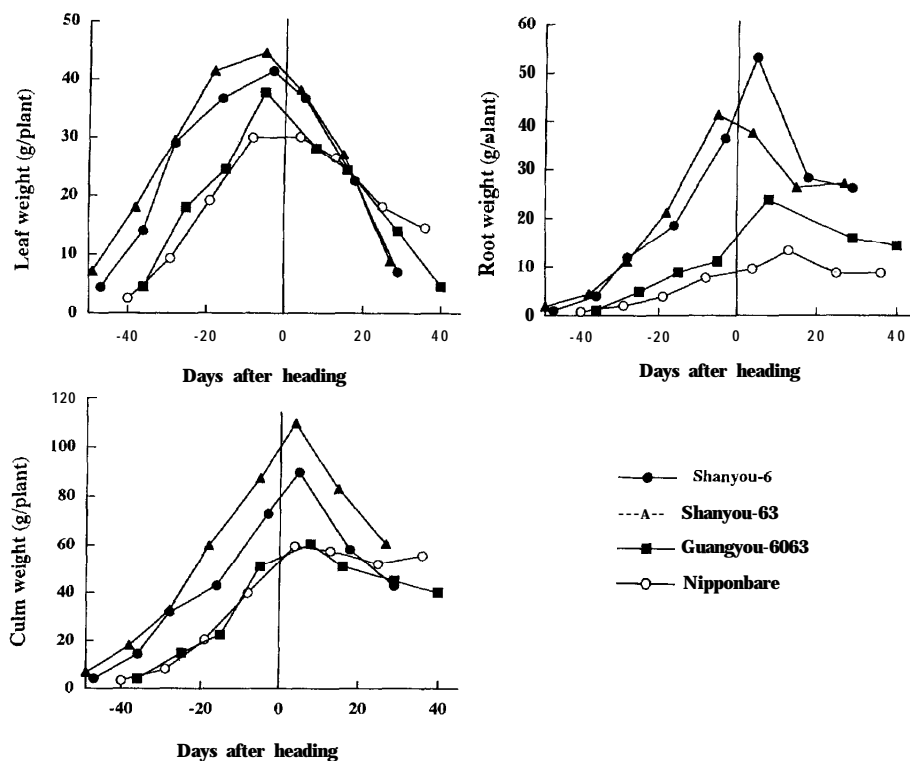 50
40
30
20
10
0
-40 -20 0 20 40
Leaf weight (g/plant)
Days after heading
60
50
40
30
20
10
0
-40 -20 0 20 40
Root weight (g/alant)
Days after heading
120
100
80
60
40
20
0
-40 -20 0 20 40
Culm weight (g/plant)
Days after heading
Shanyou-6
---A-- Shanyou-63
Guangyou-6063
Nipponbare